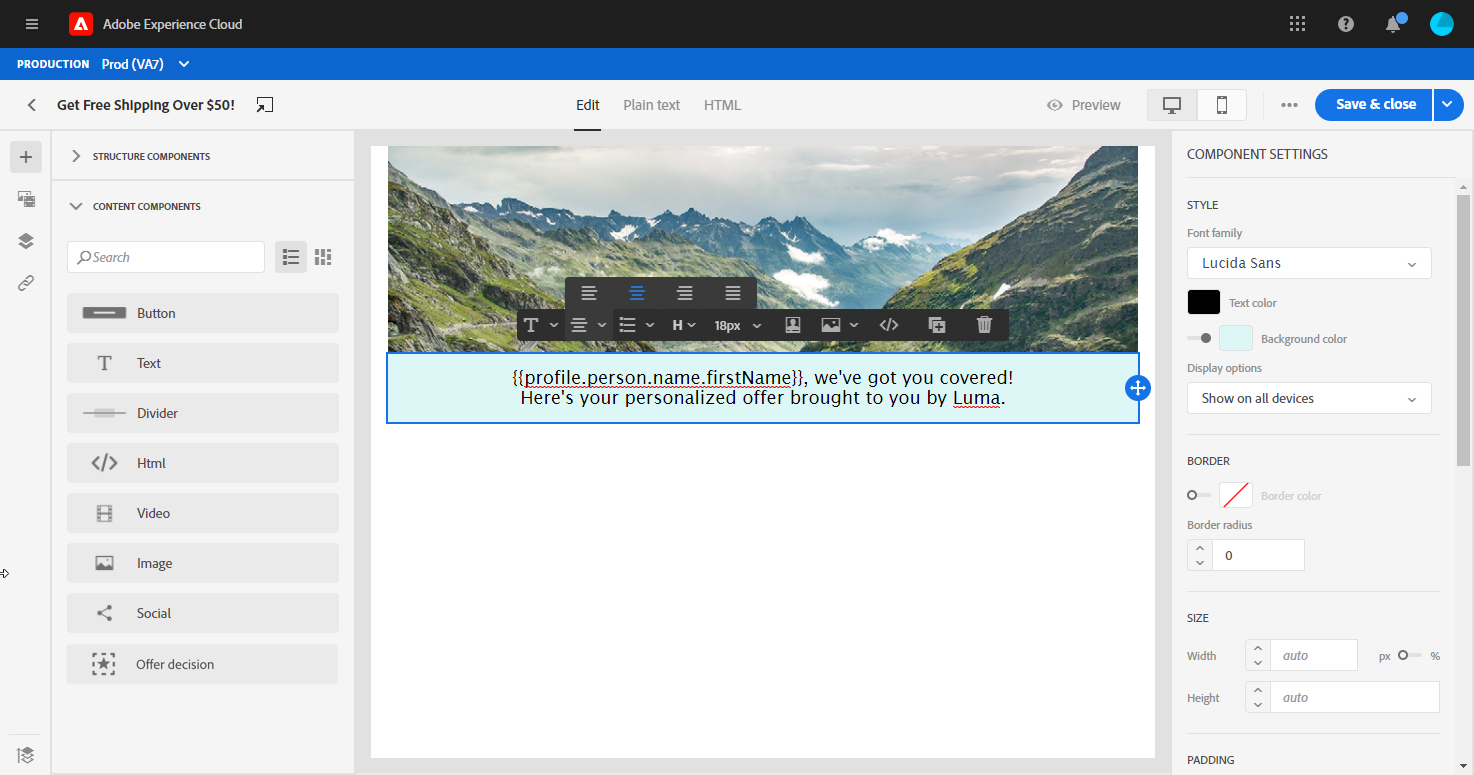 Adobe Experience Cloud
PRODUCTION Prod (VA7)
Get Free Shipping Over $50!
Edit Plain text HTML
Preview
Save & close
STRUCTURE COMPONENTS
CONTENT COMPONENTS
Search
Button
Text
Divider
Html
Video
Image
Social
Offer decision
H 18px
{{profile.person.name.firstName}}, we've got you covered!
Here's your personalized offer brought to you by Luma.
COMPONENT SETTINGS
STYLE
Font family
Lucida Sans
Text color
Background color
Display options
Show on all devices
BORDER
Border color
Border radius
0
SIZE
Width auto px %
Height auto
PADDING